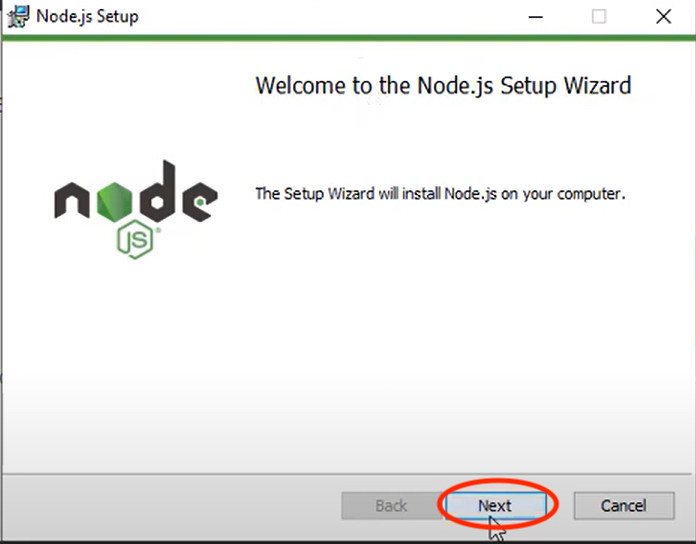 Node.js Setup
Welcome to the Node.js Setup Wizard
node
JS®
The Setup Wizard will install Node.js on your computer.
Back
Next
Cancel